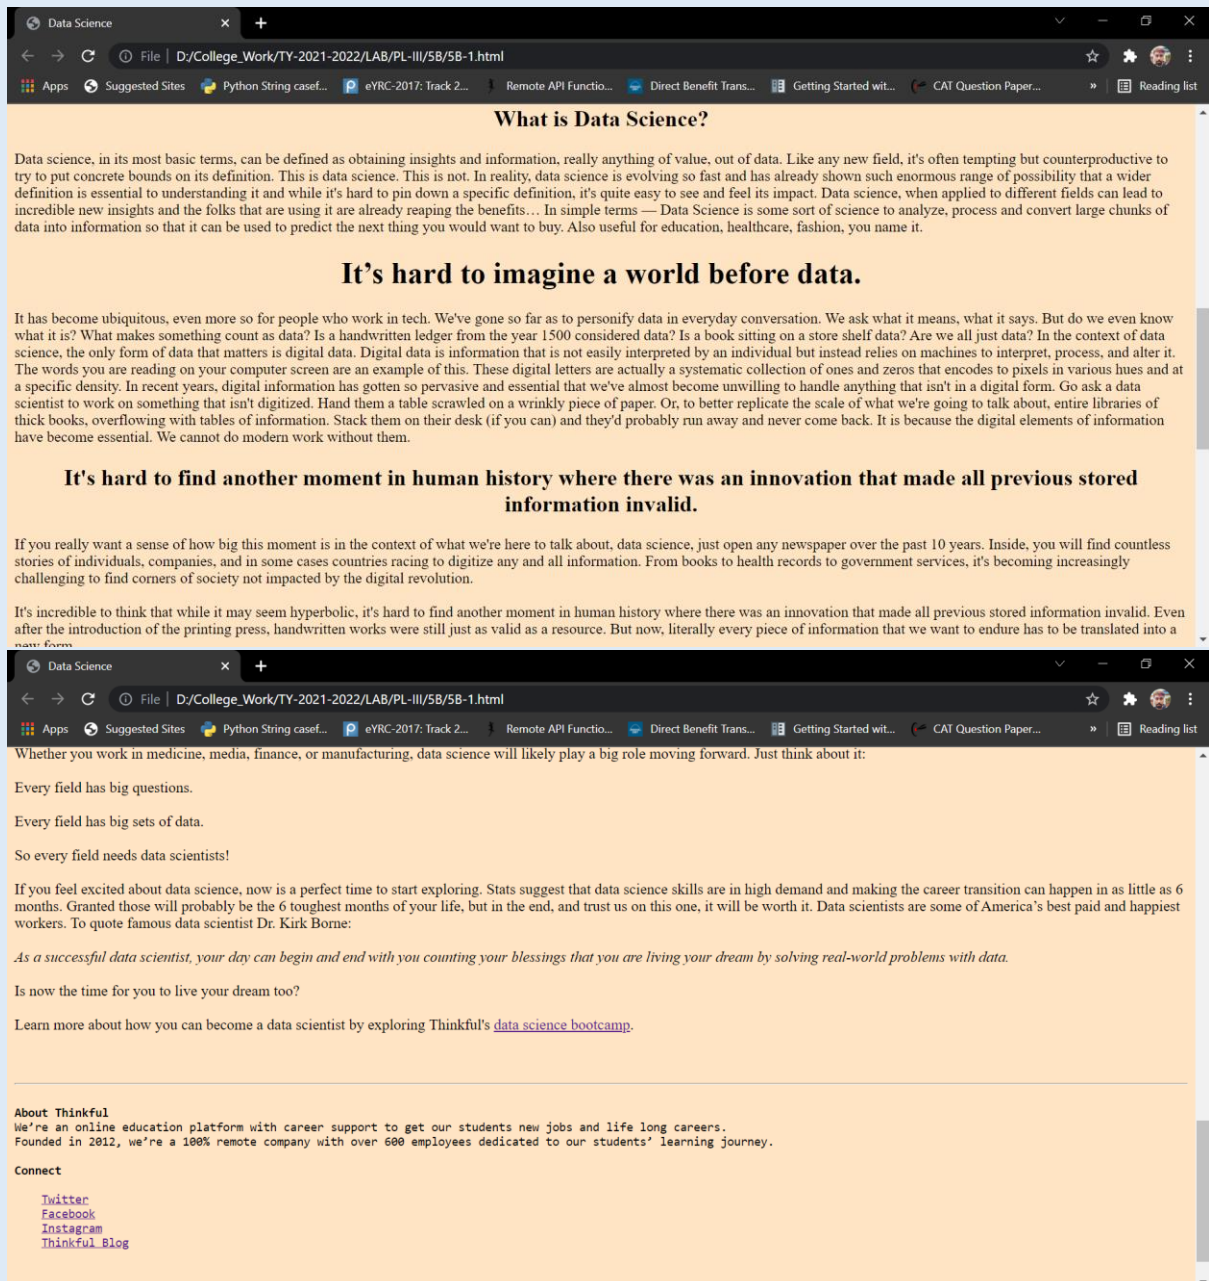 Data Science
File | D:/College_Work/TY-2021-2022/LAB/PL-III/5B/5B-1.html
Apps Suggested Sites Python String casef... eYRC-2017: Track 2... Remote API Functio... Direct Benefit Trans... Getting Started wit... CAT Question Paper... » Reading list
What is Data Science?
Data science, in its most basic terms, can be defined as obtaining insights and information, really anything of value, out of data. Like any new field, it's often tempting but counterproductive to
try to put concrete bounds on its definition. This is data science. This is not. In reality, data science is evolving so fast and has already shown such enormous range of possibility that a wider
definition is essential to understanding it and while it's hard to pin down a specific definition, it's quite easy to see and feel its impact. Data science, when applied to different fields can lead to
incredible new insights and the folks that are using it are already reaping the benefits… In simple terms — Data Science is some sort of science to analyze, process and convert large chunks of
data into information so that it can be used to predict the next thing you would want to buy. Also useful for education, healthcare, fashion, you name it.
It’s hard to imagine a world before data.
It has become ubiquitous, even more so for people who work in tech. We've gone so far as to personify data in everyday conversation. We ask what it means, what it says. But do we even know
what it is? What makes something count as data? Is a handwritten ledger from the year 1500 considered data? Is a book sitting on a store shelf data? Are we all just data? In the context of data
science, the only form of data that matters is digital data. Digital data is information that is not easily interpreted by an individual but instead relies on machines to interpret, process, and alter it.
The words you are reading on your computer screen are an example of this. These digital letters are actually a systematic collection of ones and zeros that encodes to pixels in various hues and at
a specific density. In recent years, digital information has gotten so pervasive and essential that we've almost become unwilling to handle anything that isn't in a digital form. Go ask a data
scientist to work on something that isn't digitized. Hand them a table scrawled on a wrinkly piece of paper. Or, to better replicate the scale of what we're going to talk about, entire libraries of
thick books, overflowing with tables of information. Stack them on their desk (if you can) and they'd probably run away and never come back. It is because the digital elements of information
have become essential. We cannot do modern work without them.
It's hard to find another moment in human history where there was an innovation that made all previous stored
information invalid.
If you really want a sense of how big this moment is in the context of what we're here to talk about, data science, just open any newspaper over the past 10 years. Inside, you will find countless
stories of individuals, companies, and in some cases countries racing to digitize any and all information. From books to health records to government services, it's becoming increasingly
challenging to find corners of society not impacted by the digital revolution.
It's incredible to think that while it may seem hyperbolic, it's hard to find another moment in human history where there was an innovation that made all previous stored information invalid. Even
after the introduction of the printing press, handwritten works were still just as valid as a resource. But now, literally every piece of information that we want to endure has to be translated into a
new form.
Data Science
File | D:/College_Work/TY-2021-2022/LAB/PL-III/5B/5B-1.html
Apps Suggested Sites Python String casef... eYRC-2017: Track 2... Remote API Functio... Direct Benefit Trans... Getting Started wit... CAT Question Paper... » Reading list
Whether you work in medicine, media, finance, or manufacturing, data science will likely play a big role moving forward. Just think about it:
Every field has big questions.
Every field has big sets of data.
So every field needs data scientists!
If you feel excited about data science, now is a perfect time to start exploring. Stats suggest that data science skills are in high demand and making the career transition can happen in as little as 6
months. Granted those will probably be the 6 toughest months of your life, but in the end, and trust us on this one, it will be worth it. Data scientists are some of America’s best paid and happiest
workers. To quote famous data scientist Dr. Kirk Borne:
As a successful data scientist, your day can begin and end with you counting your blessings that you are living your dream by solving real-world problems with data.
Is now the time for you to live your dream too?
Learn more about how you can become a data scientist by exploring Thinkful's data science bootcamp.
About Thinkful
We’re an online education platform with career support to get our students new jobs and life long careers.
Founded in 2012, we’re a 100% remote company with over 600 employees dedicated to our students’ learning journey.
Connect
Twitter
Facebook
Instagram
Thinkful Blog